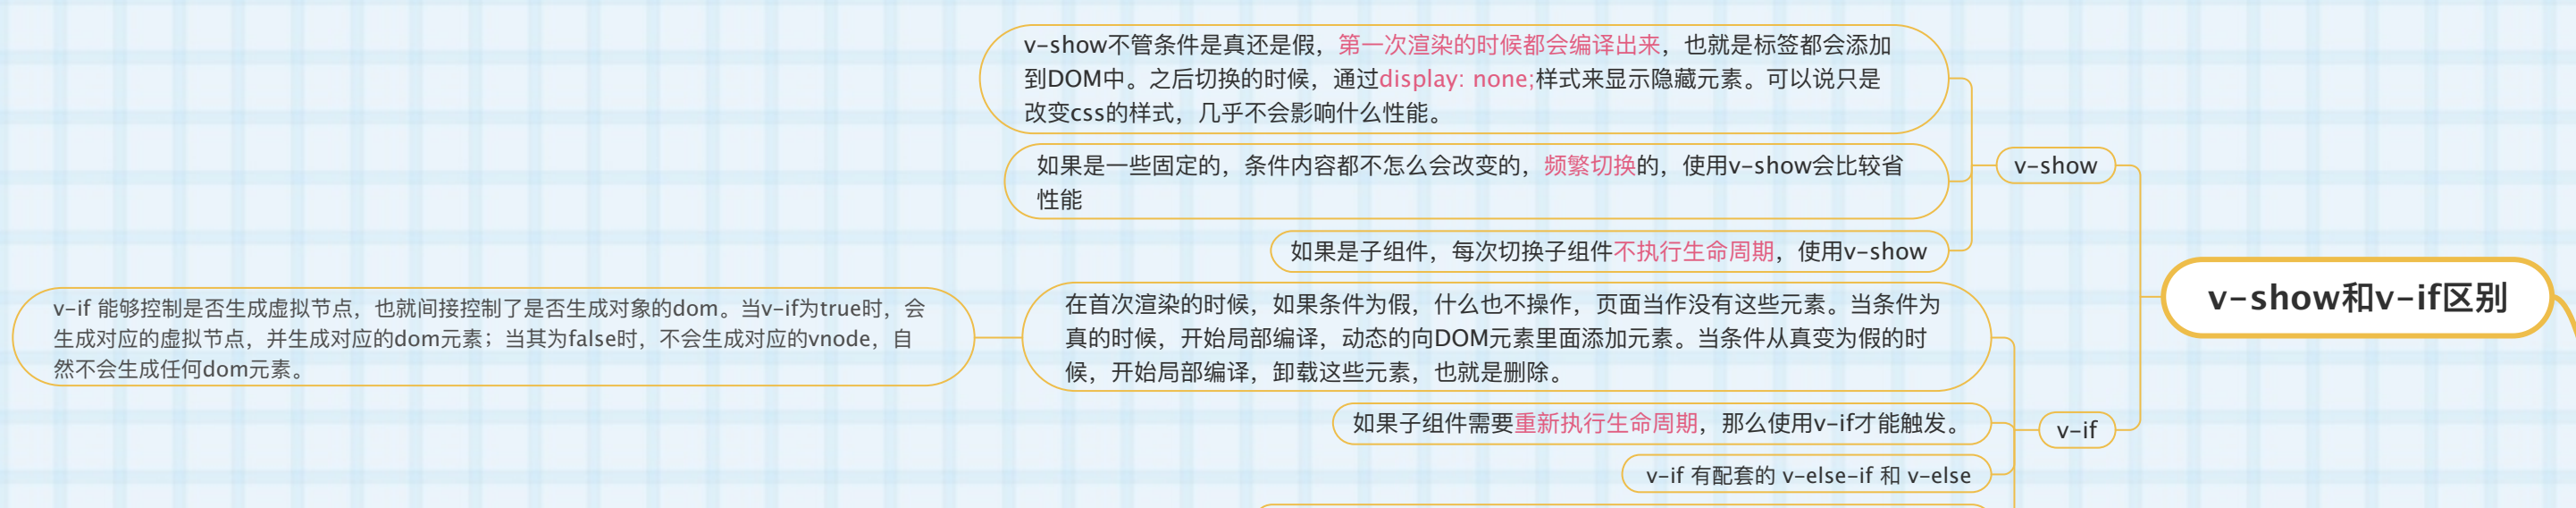 v-show和v-if区别
v-show
v-show不管条件是真还是假，第一次渲染的时候都会编译出来，也就是标签都会添加
到DOM中。之后切换的时候，通过display: none;样式来显示隐藏元素。可以说只是
改变css的样式，几乎不会影响什么性能。
如果是一些固定的，条件内容都不怎么会改变的，频繁切换的，使用v-show会比较省
性能
如果是子组件，每次切换子组件不执行生命周期，使用v-show
v-if
在首次渲染的时候，如果条件为假，什么也不操作，页面当作没有这些元素。当条件为
真的时候，开始局部编译，动态的向DOM元素里面添加元素。当条件从真变为假的时
候，开始局部编译，卸载这些元素，也就是删除。
v-if 能够控制是否生成虚拟节点，也就间接控制了是否生成对象的dom。当v-if为true时，会
生成对应的虚拟节点，并生成对应的dom元素；当其为false时，不会生成对应的vnode，自
然不会生成任何dom元素。
如果子组件需要重新执行生命周期，那么使用v-if才能触发。
v-if 有配套的 v-else-if 和 v-else